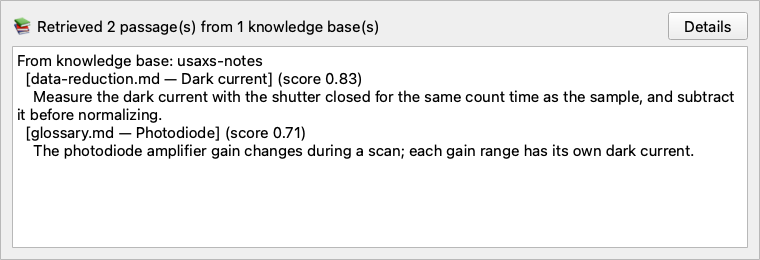 Retrieved 2 passage(s) from 1 knowledge base(s)
Details
From knowledge base: usaxs-notes
[data-reduction.md — Dark current] (score 0.83)
Measure the dark current with the shutter closed for the same count time as the sample, and subtract
it before normalizing.
[glossary.md — Photodiode] (score 0.71)
The photodiode amplifier gain changes during a scan; each gain range has its own dark current.